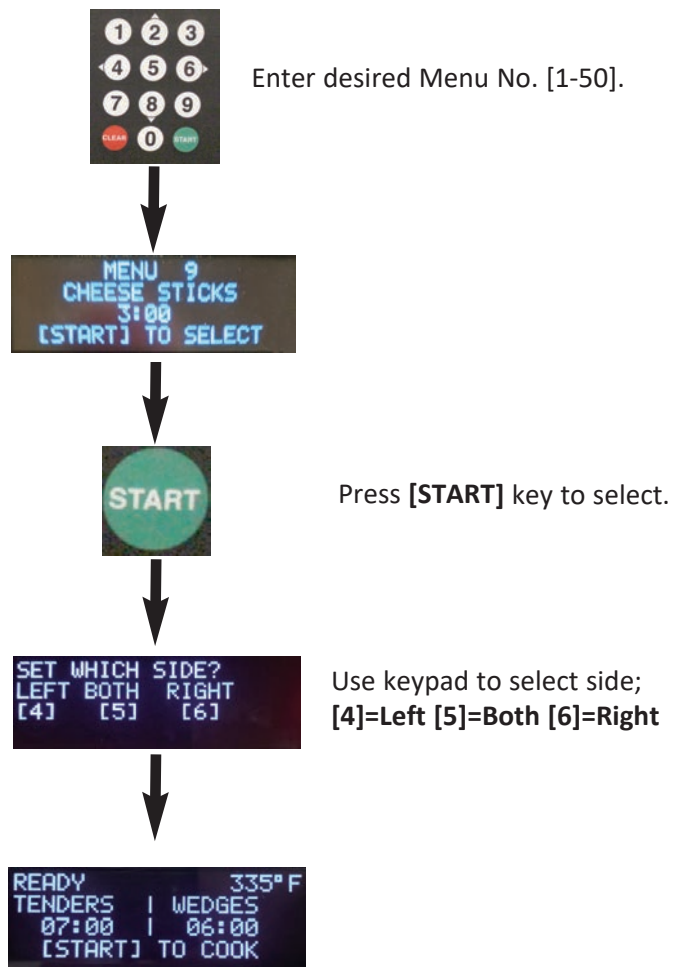 1 2 3
4 5 6
7 8 9
CLEAR 0 START
Enter desired Menu No. [1-50].
MENU 9
CHEESE STICKS
3:00
[START] TO SELECT
START
Press [START] key to select.
SET WHICH SIDE?
LEFT BOTH RIGHT
[4] [5] [6]
Use keypad to select side;
[4]=Left [5]=Both [6]=Right
READY 335°F
TENDERS | WEDGES
07:00 | 06:00
[START] TO COOK